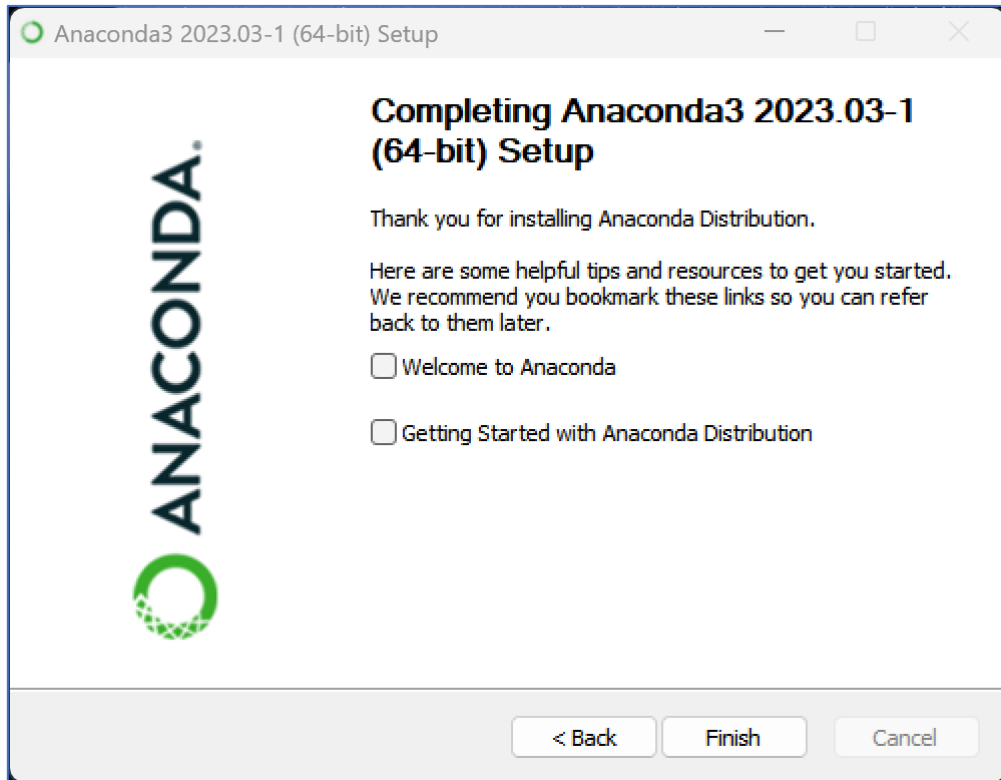 Anaconda3 2023.03-1 (64-bit) Setup
ANACONDA.
Completing Anaconda3 2023.03-1
(64-bit) Setup
Thank you for installing Anaconda Distribution.
Here are some helpful tips and resources to get you started.
We recommend you bookmark these links so you can refer
back to them later.
Welcome to Anaconda
Getting Started with Anaconda Distribution
< Back
Finish
Cancel